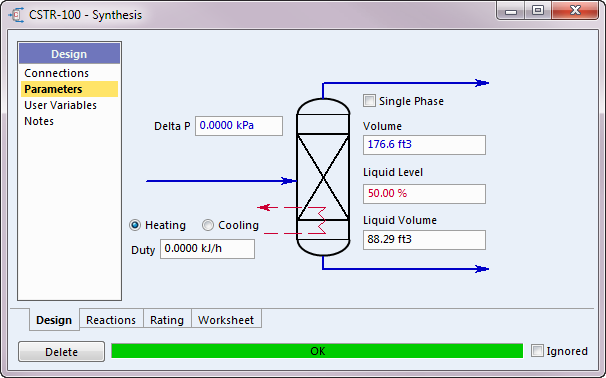 CSTR-100 - Synthesis
Design
Connections
Parameters
User Variables
Notes
Delta P 0.0000 kPa
Single Phase
Volume
176.6 ft3
Liquid Level
50.00 %
Liquid Volume
88.29 ft3
Heating Cooling
Duty 0.0000 kJ/h
Design Reactions Rating Worksheet
Delete OK Ignored